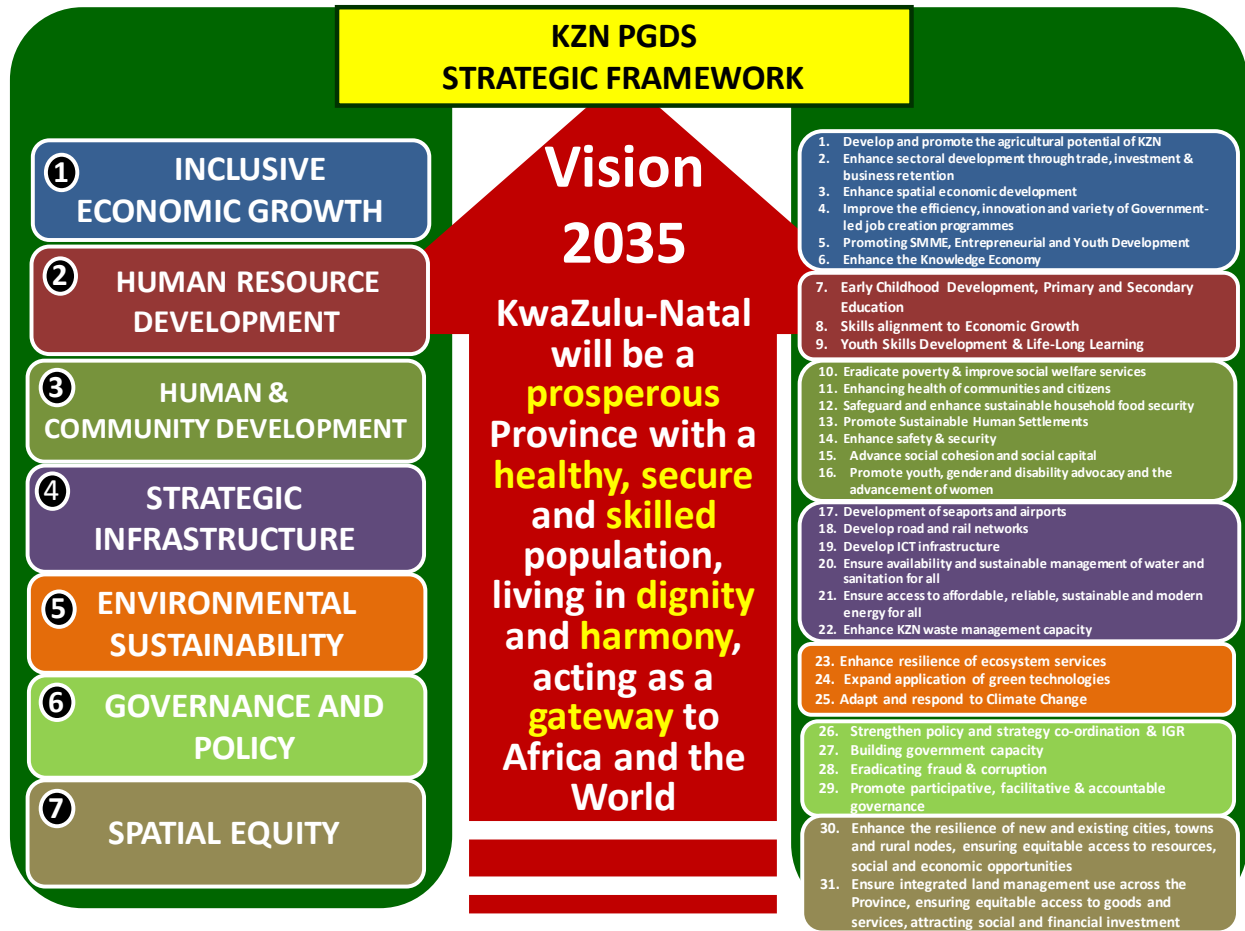 KZN PGDS
STRATEGIC FRAMEWORK
1
INCLUSIVE
ECONOMIC GROWTH
2
HUMAN RESOURCE
DEVELOPMENT
3
HUMAN &
COMMUNITY DEVELOPMENT
4
STRATEGIC
INFRASTRUCTURE
5
ENVIRONMENTAL
SUSTAINABILITY
6
GOVERNANCE AND
POLICY
7
SPATIAL EQUITY
Vision
2035
KwaZulu-Natal
will be a
prosperous
Province with a
healthy, secure
and skilled
population,
living in dignity
and harmony,
acting as a
gateway to
Africa and the
World
1. Develop and promote the agricultural potential of KZN
2. Enhance sectoral development through trade, investment &
business retention
3. Enhance spatial economic development
4. Improve the efficiency, innovation and variety of Government-
led job creation programmes
5. Promoting SMME, Entrepreneurial and Youth Development
6. Enhance the Knowledge Economy
7. Early Childhood Development, Primary and Secondary
Education
8. Skills alignment to Economic Growth
9. Youth Skills Development & Life-Long Learning
10. Eradicate poverty & improve social welfare services
11. Enhancing health of communities and citizens
12. Safeguard and enhance sustainable household food security
13. Promote Sustainable Human Settlements
14. Enhance safety & security
15. Advance social cohesion and social capital
16. Promote youth, gender and disability advocacy and the
advancement of women
17. Development of seaports and airports
18. Develop road and rail networks
19. Develop ICT infrastructure
20. Ensure availability and sustainable management of water and
sanitation for all
21. Ensure access to affordable, reliable, sustainable and modern
energy for all
22. Enhance KZN waste management capacity
23. Enhance resilience of ecosystem services
24. Expand application of green technologies
25. Adapt and respond to Climate Change
26. Strengthen policy and strategy co-ordination & IGR
27. Building government capacity
28. Eradicating fraud & corruption
29. Promote participative, facilitative & accountable
governance
30. Enhance the resilience of new and existing cities, towns
and rural nodes, ensuring equitable access to resources,
social and economic opportunities
31. Ensure integrated land management use across the
Province, ensuring equitable access to goods and
services, attracting social and financial investment